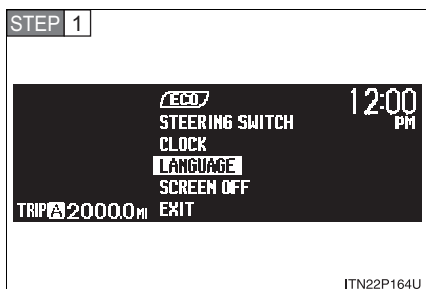 STEP 1
ECO 12:00
STEERING SWITCH PM
CLOCK
LANGUAGE
SCREEN OFF
TRIP A 2000.0 MI EXIT
ITN22P164U